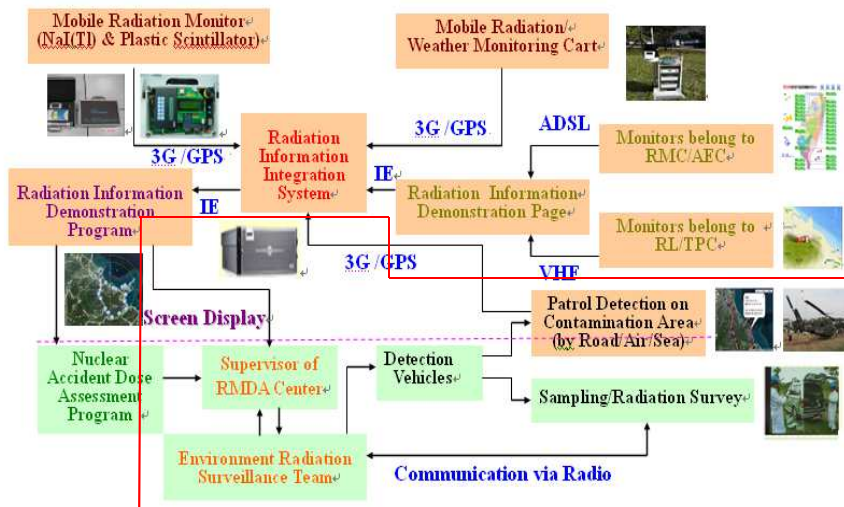 Mobile Radiation Monitor
(NaI(Tl) & Plastic Scintillator)
Mobile Radiation/
Weather Monitoring Cart
3G /GPS
Radiation
Information
Integration
System
3G /GPS
ADSL
Monitors belong to
RMC/AEC
Radiation Information
Demonstration
Program
IE
IE
Radiation Information
Demonstration Page
Monitors belong to
RL/TPC
3G /GPS
VHF
Screen Display
Patrol Detection on
Contamination Area
(by Road/Air/Sea)
Nuclear
Accident Dose
Assessment
Program
Supervisor of
RMDA Center
Detection
Vehicles
Sampling/Radiation Survey
Environment Radiation
Surveillance Team
Communication via Radio